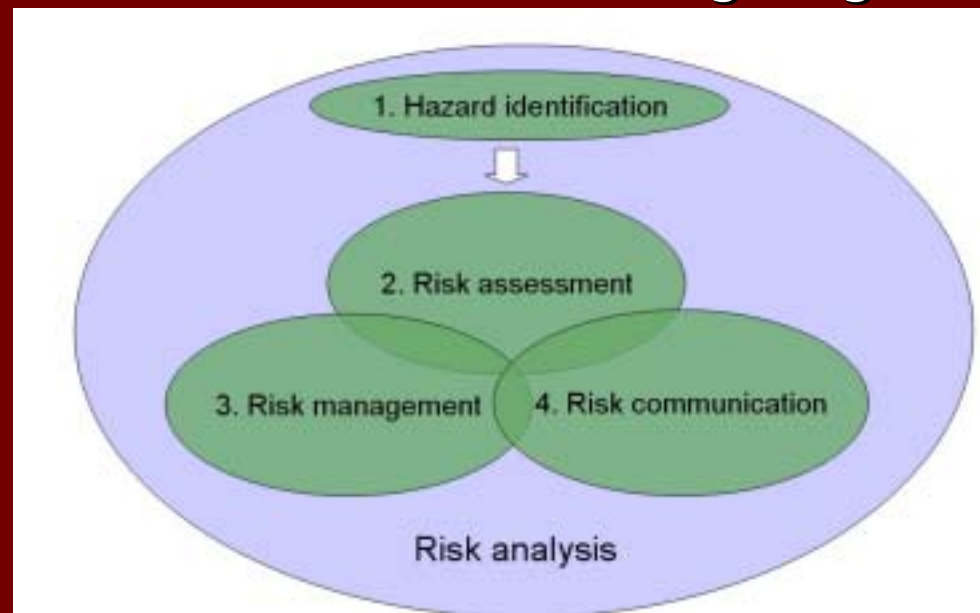 1. Hazard identification
2. Risk assessment
3. Risk management
4. Risk communication
Risk analysis